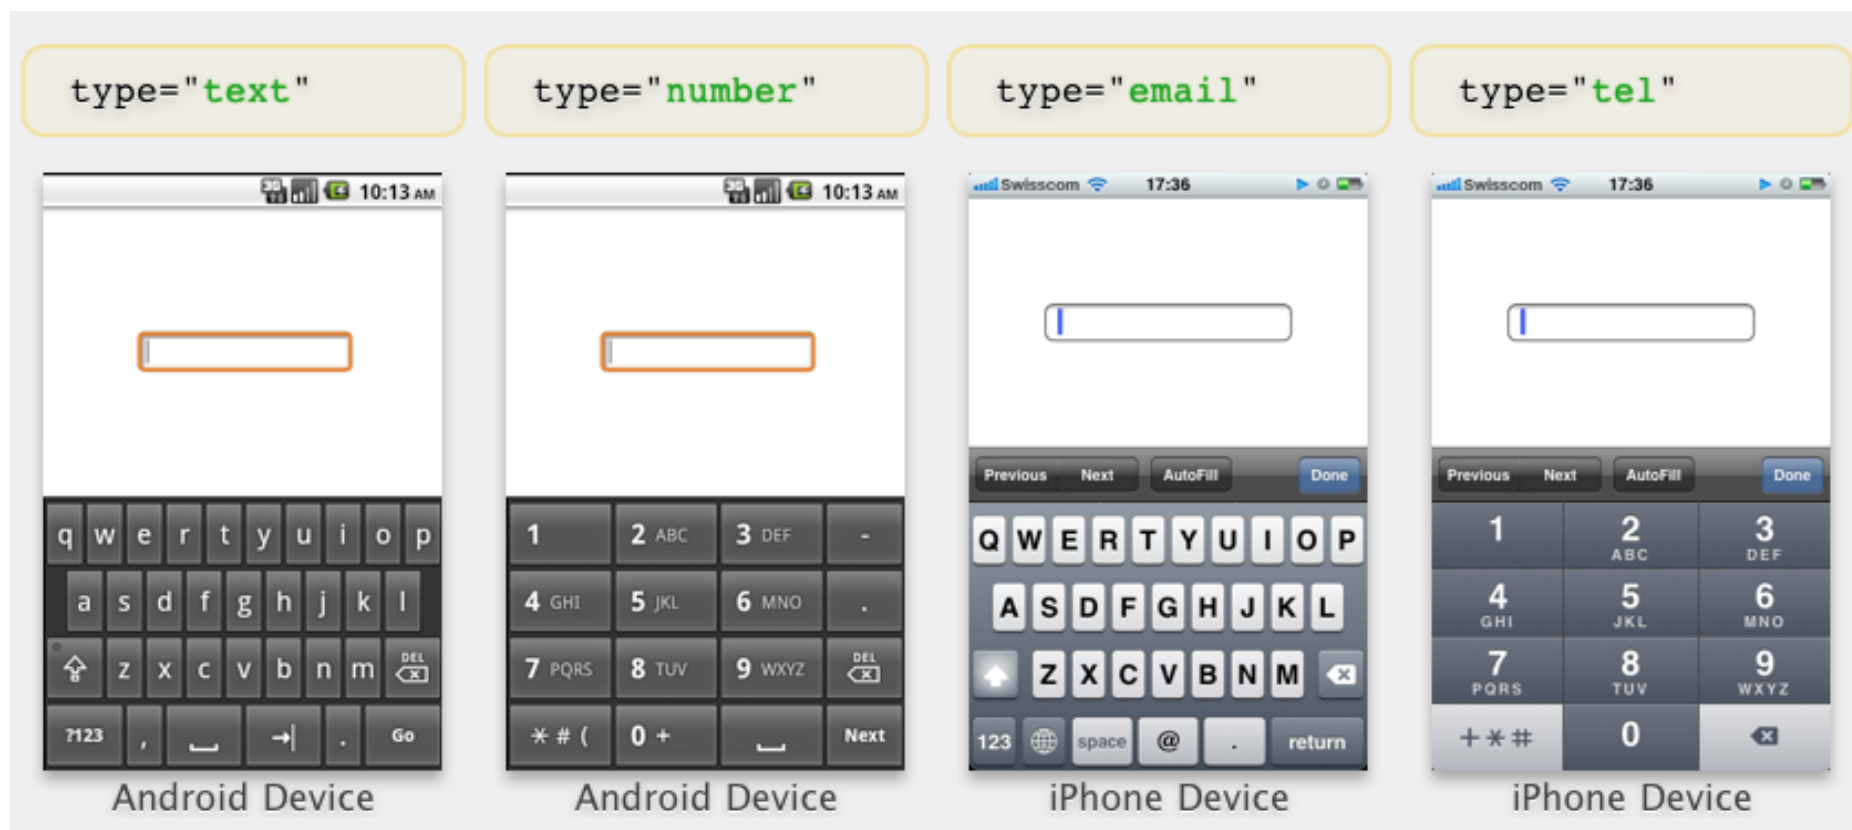 type="text"
type="number"
type="email"
type="tel"
3G 10:13 AM
q w e r t y u i o p
a s d f g h j k l
z x c v b n m DEL
?123 , . Go
Android Device
3G 10:13 AM
1 2 ABC 3 DEF -
4 GHI 5 JKL 6 MNO .
7 PQRS 8 TUV 9 WXYZ DEL
* # ( 0 + Next
Android Device
Swisscom 17:36
Previous Next AutoFill Done
Q W E R T Y U I O P
A S D F G H J K L
Z X C V B N M
123 space @ . return
iPhone Device
Swisscom 17:36
Previous Next AutoFill Done
1 2 3
ABC DEF
4 5 6
GHI JKL MNO
7 8 9
PQRS TUV WXYZ
+ * # 0
iPhone Device